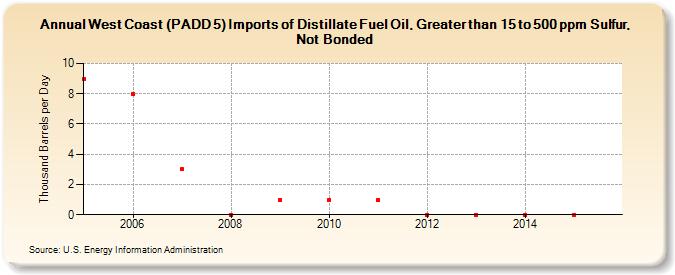 Annual West Coast (PADD 5) Imports of Distillate Fuel Oil, Greater than 15 to 500 ppm Sulfur,
Not Bonded
Thousand Barrels per Day
10
8
6
4
2
0
2006
2008
2010
2012
2014
Source: U.S. Energy Information Administration